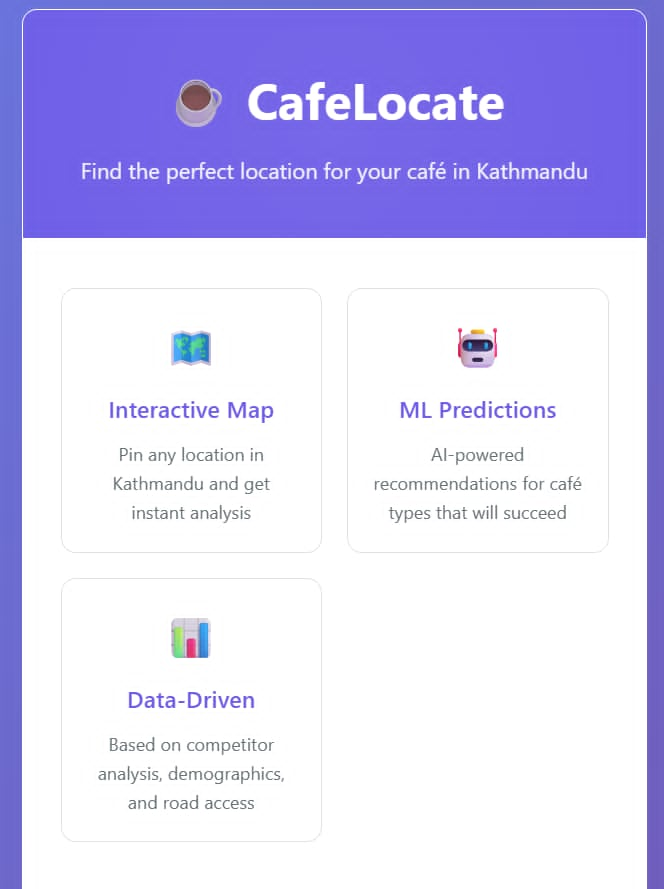 CafeLocate
Find the perfect location for your café in Kathmandu
Interactive Map
Pin any location in
Kathmandu and get
instant analysis
ML Predictions
AI-powered
recommendations for café
types that will succeed
Data-Driven
Based on competitor
analysis, demographics,
and road access